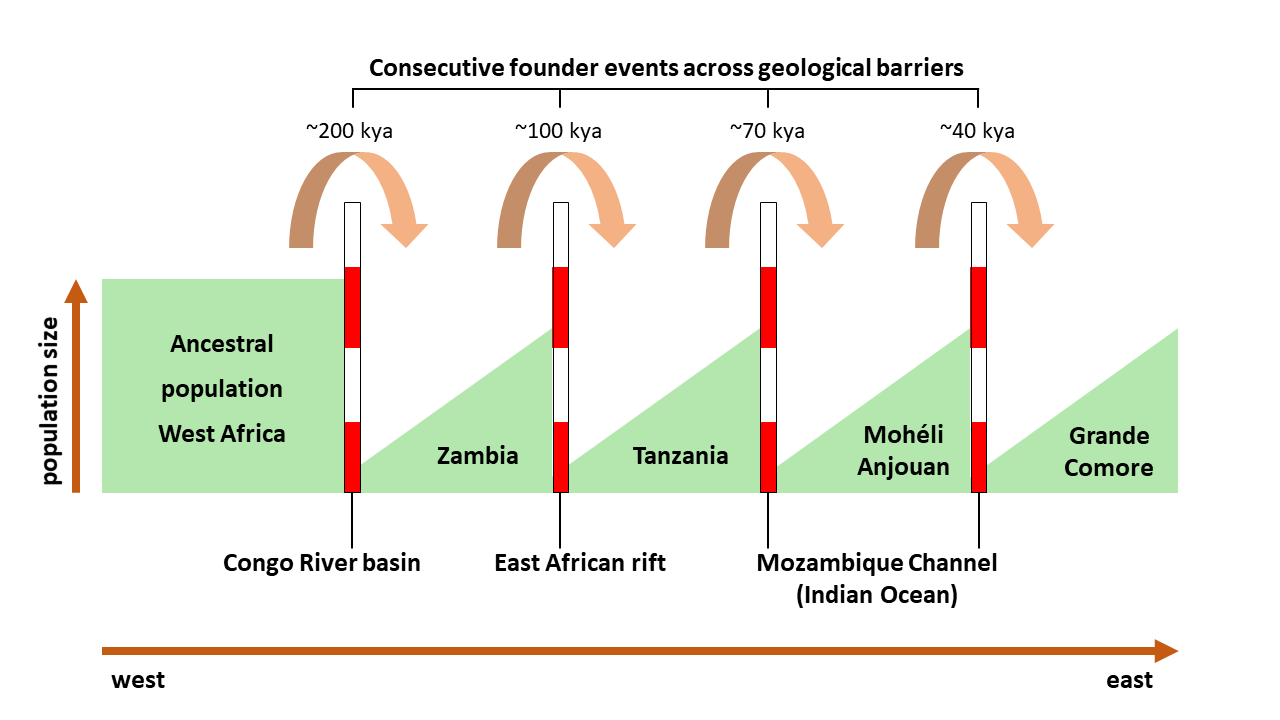 Consecutive founder events across geological barriers
~200 kya
~100 kya
~70 kya
~40 kya
population size
Ancestral
population
West Africa
Zambia
Tanzania
Mohéli
Anjouan
Grande
Comore
Congo River basin
East African rift
Mozambique Channel
(Indian Ocean)
west
east